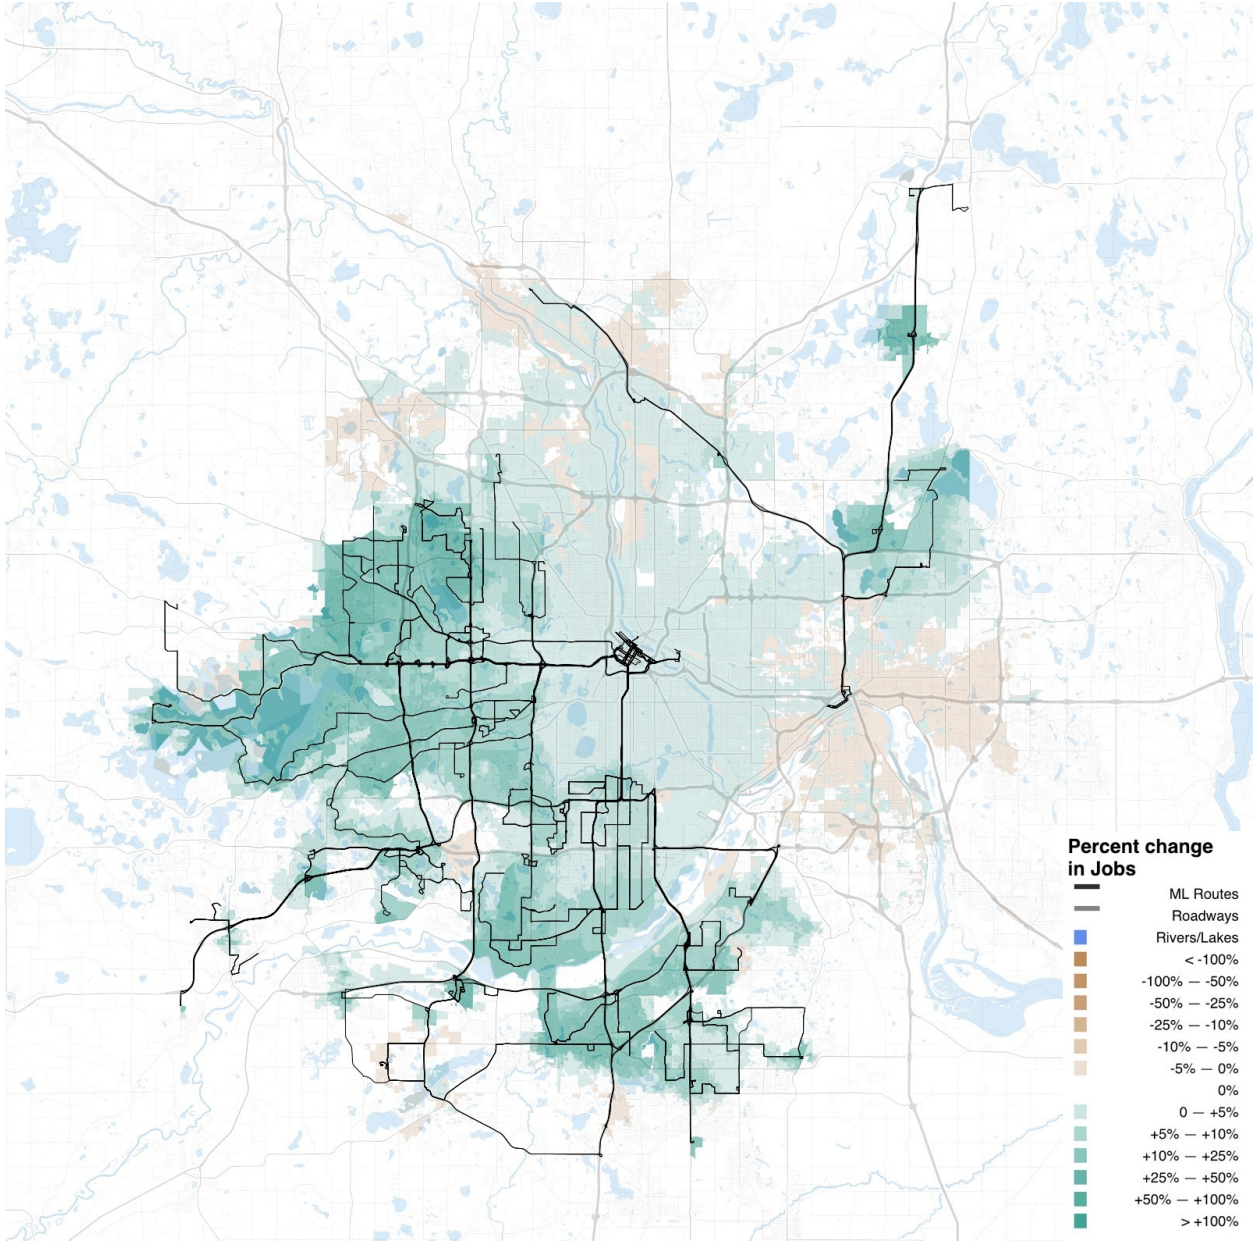 Percent change
in Jobs
ML Routes
Roadways
Rivers/Lakes
< -100%
-100% — -50%
-50% — -25%
-25% — -10%
-10% — -5%
-5% — 0%
0%
0 — +5%
+5% — +10%
+10% — +25%
+25% — +50%
+50% — +100%
> +100%